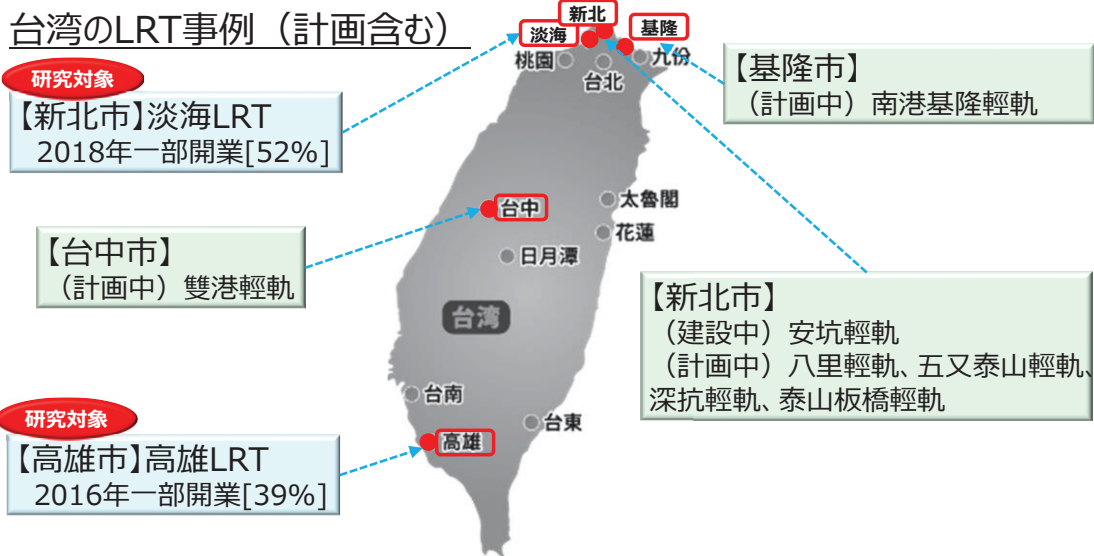 台湾のLRT事例（計画含む）
研究対象
【新北市】淡海LRT
2018年一部開業[52%]
【台中市】
（計画中）雙港輕軌
研究対象
【高雄市】高雄LRT
2016年一部開業[39%]
新北
淡海
基隆
桃園
台北
九份
台中
太魯閣
花蓮
日月潭
台湾
台南
台東
高雄
【基隆市】
（計画中）南港基隆輕軌
【新北市】
（建設中）安坑輕軌
（計画中）八里輕軌、五又泰山輕軌、
深抗輕軌、泰山板橋輕軌